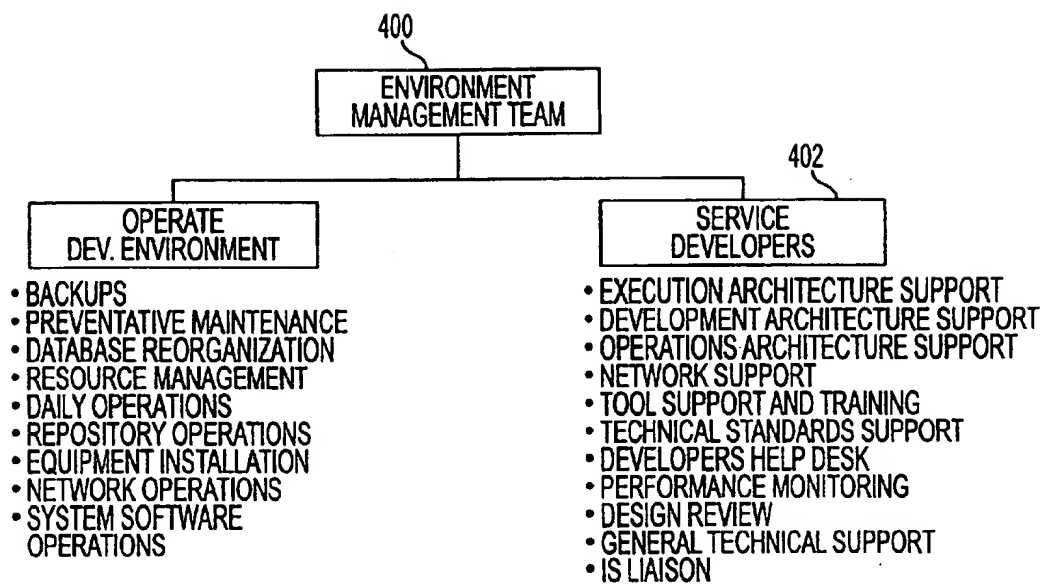 400
ENVIRONMENT
MANAGEMENT TEAM
OPERATE
DEV. ENVIRONMENT
• BACKUPS
• PREVENTATIVE MAINTENANCE
• DATABASE REORGANIZATION
• RESOURCE MANAGEMENT
• DAILY OPERATIONS
• REPOSITORY OPERATIONS
• EQUIPMENT INSTALLATION
• NETWORK OPERATIONS
• SYSTEM SOFTWARE
OPERATIONS
402
SERVICE
DEVELOPERS
• EXECUTION ARCHITECTURE SUPPORT
• DEVELOPMENT ARCHITECTURE SUPPORT
• OPERATIONS ARCHITECTURE SUPPORT
• NETWORK SUPPORT
• TOOL SUPPORT AND TRAINING
• TECHNICAL STANDARDS SUPPORT
• DEVELOPERS HELP DESK
• PERFORMANCE MONITORING
• DESIGN REVIEW
• GENERAL TECHNICAL SUPPORT
• IS LIAISON